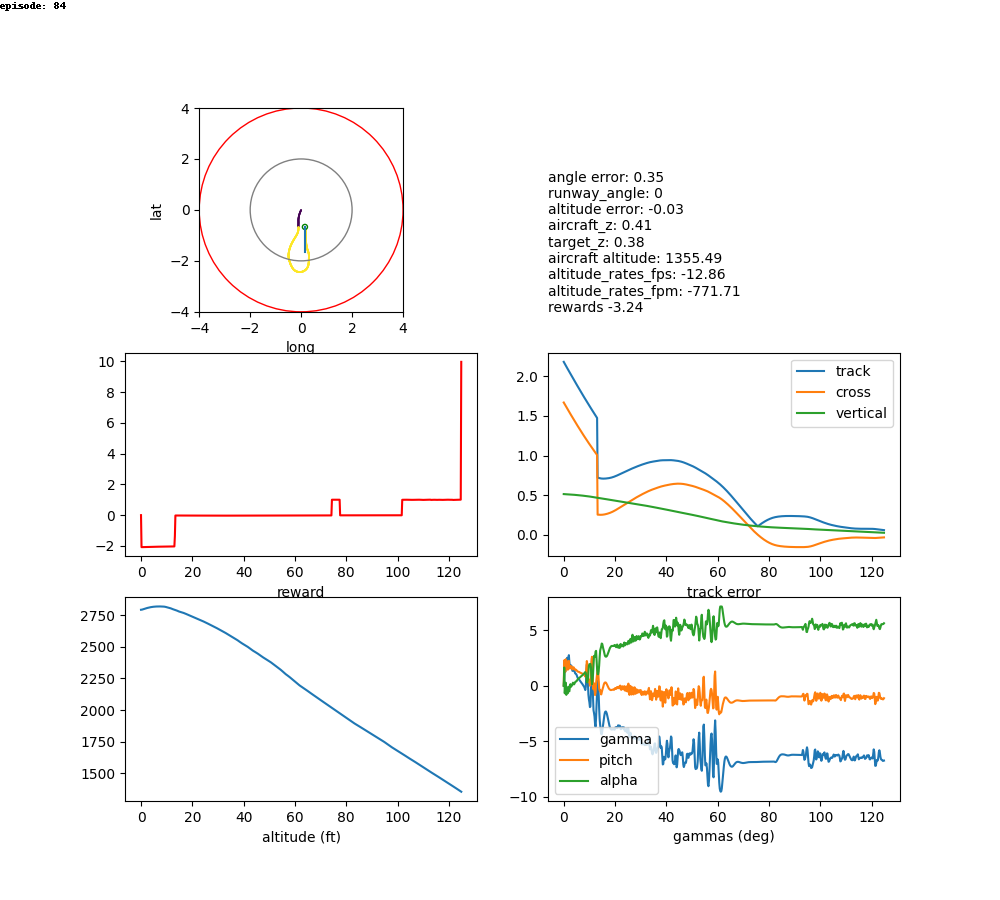 episode: 84
4
2
0
−2
−4
lat
−4 −2 0 2 4
long
angle error: 0.35
runway_angle: 0
altitude error: -0.03
aircraft_z: 0.41
target_z: 0.38
aircraft altitude: 1355.49
altitude_rates_fps: -12.86
altitude_rates_fpm: -771.71
rewards -3.24
10
8
6
4
2
0
−2
0 20 40 60 80 100 120
reward
2.0
1.5
1.0
0.5
0.0
track
cross
vertical
0 20 40 60 80 100 120
track error
2750
2500
2250
2000
1750
1500
0 20 40 60 80 100 120
altitude (ft)
5
0
−5
−10
gamma
pitch
alpha
0 20 40 60 80 100 120
gammas (deg)